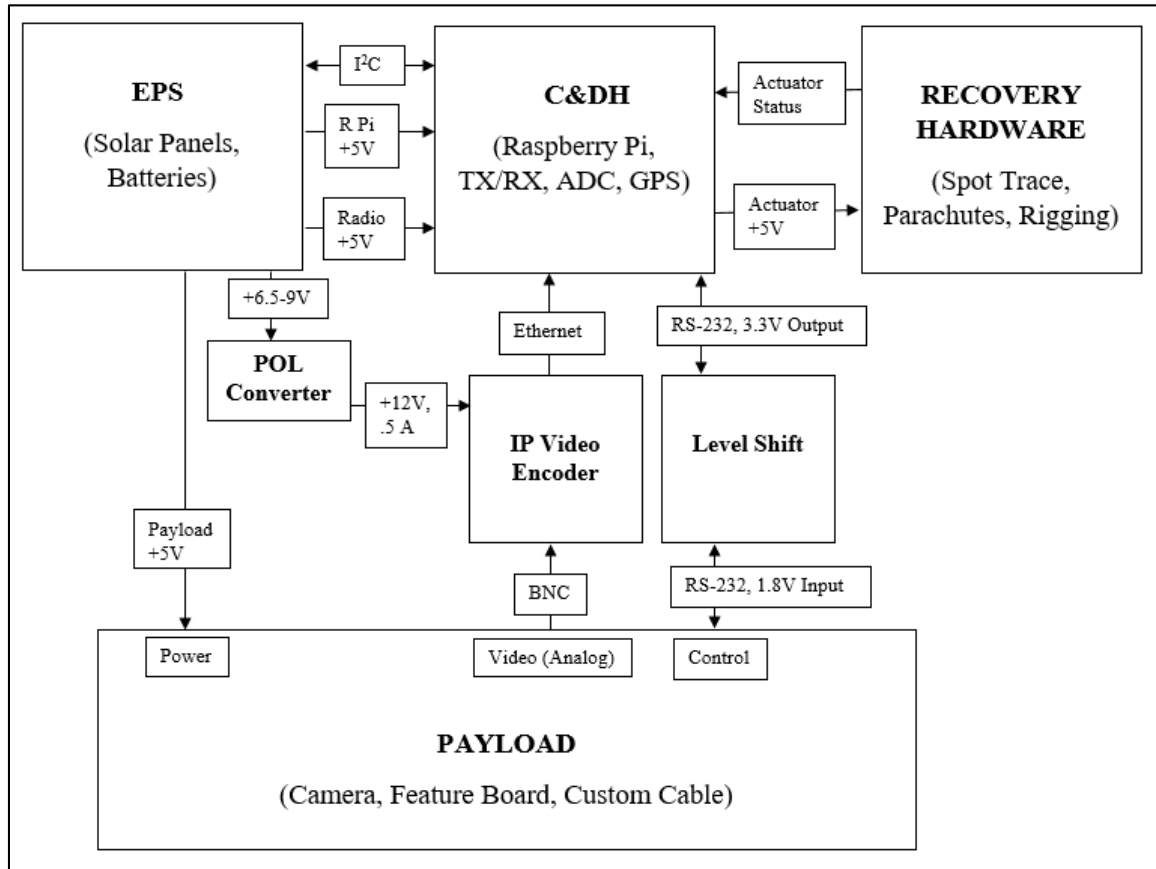 EPS
(Solar Panels,
Batteries)
I²C
R Pi
+5V
Radio
+5V
C&DH
(Raspberry Pi,
TX/RX, ADC, GPS)
Actuator
Status
Actuator
+5V
RECOVERY
HARDWARE
(Spot Trace,
Parachutes, Rigging)
+6.5-9V
POL
Converter
+12V,
.5 A
Ethernet
IP Video
Encoder
RS-232, 3.3V Output
Level Shift
Payload
+5V
BNC
RS-232, 1.8V Input
Power
Video (Analog)
Control
PAYLOAD
(Camera, Feature Board, Custom Cable)